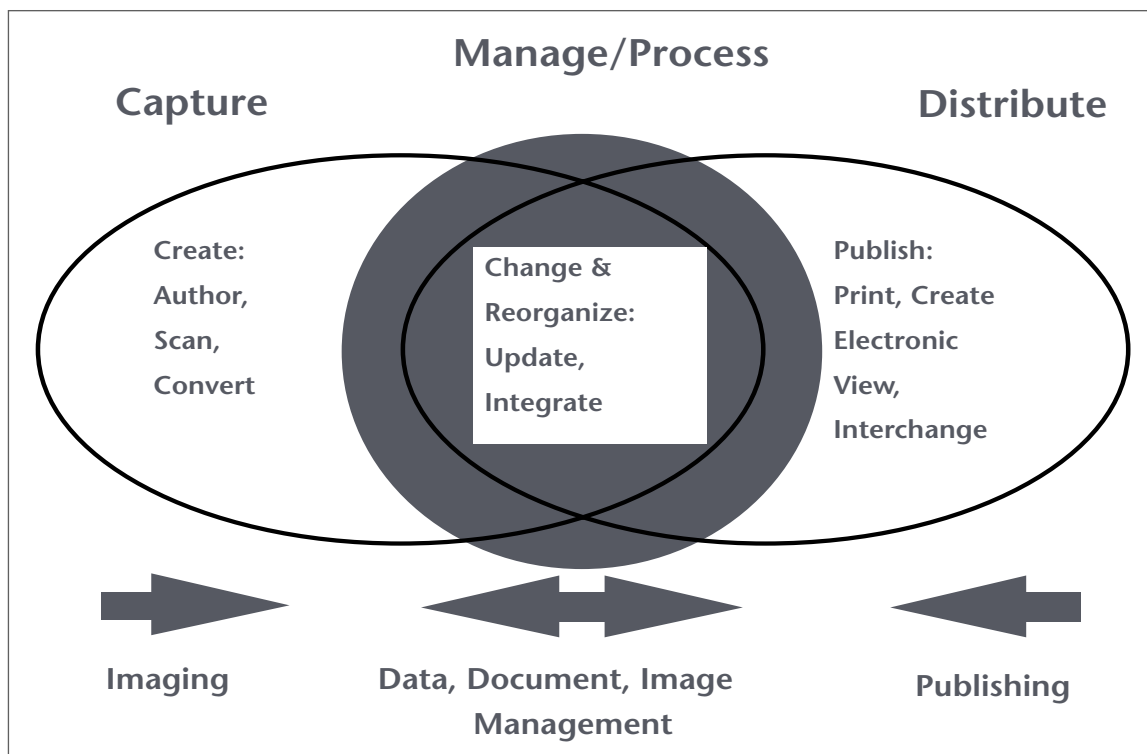 Manage/Process
Capture
Distribute
Create:
Author,
Scan,
Convert
Change &
Reorganize:
Update,
Integrate
Publish:
Print, Create
Electronic
View,
Interchange
Imaging
Data, Document, Image
Management
Publishing